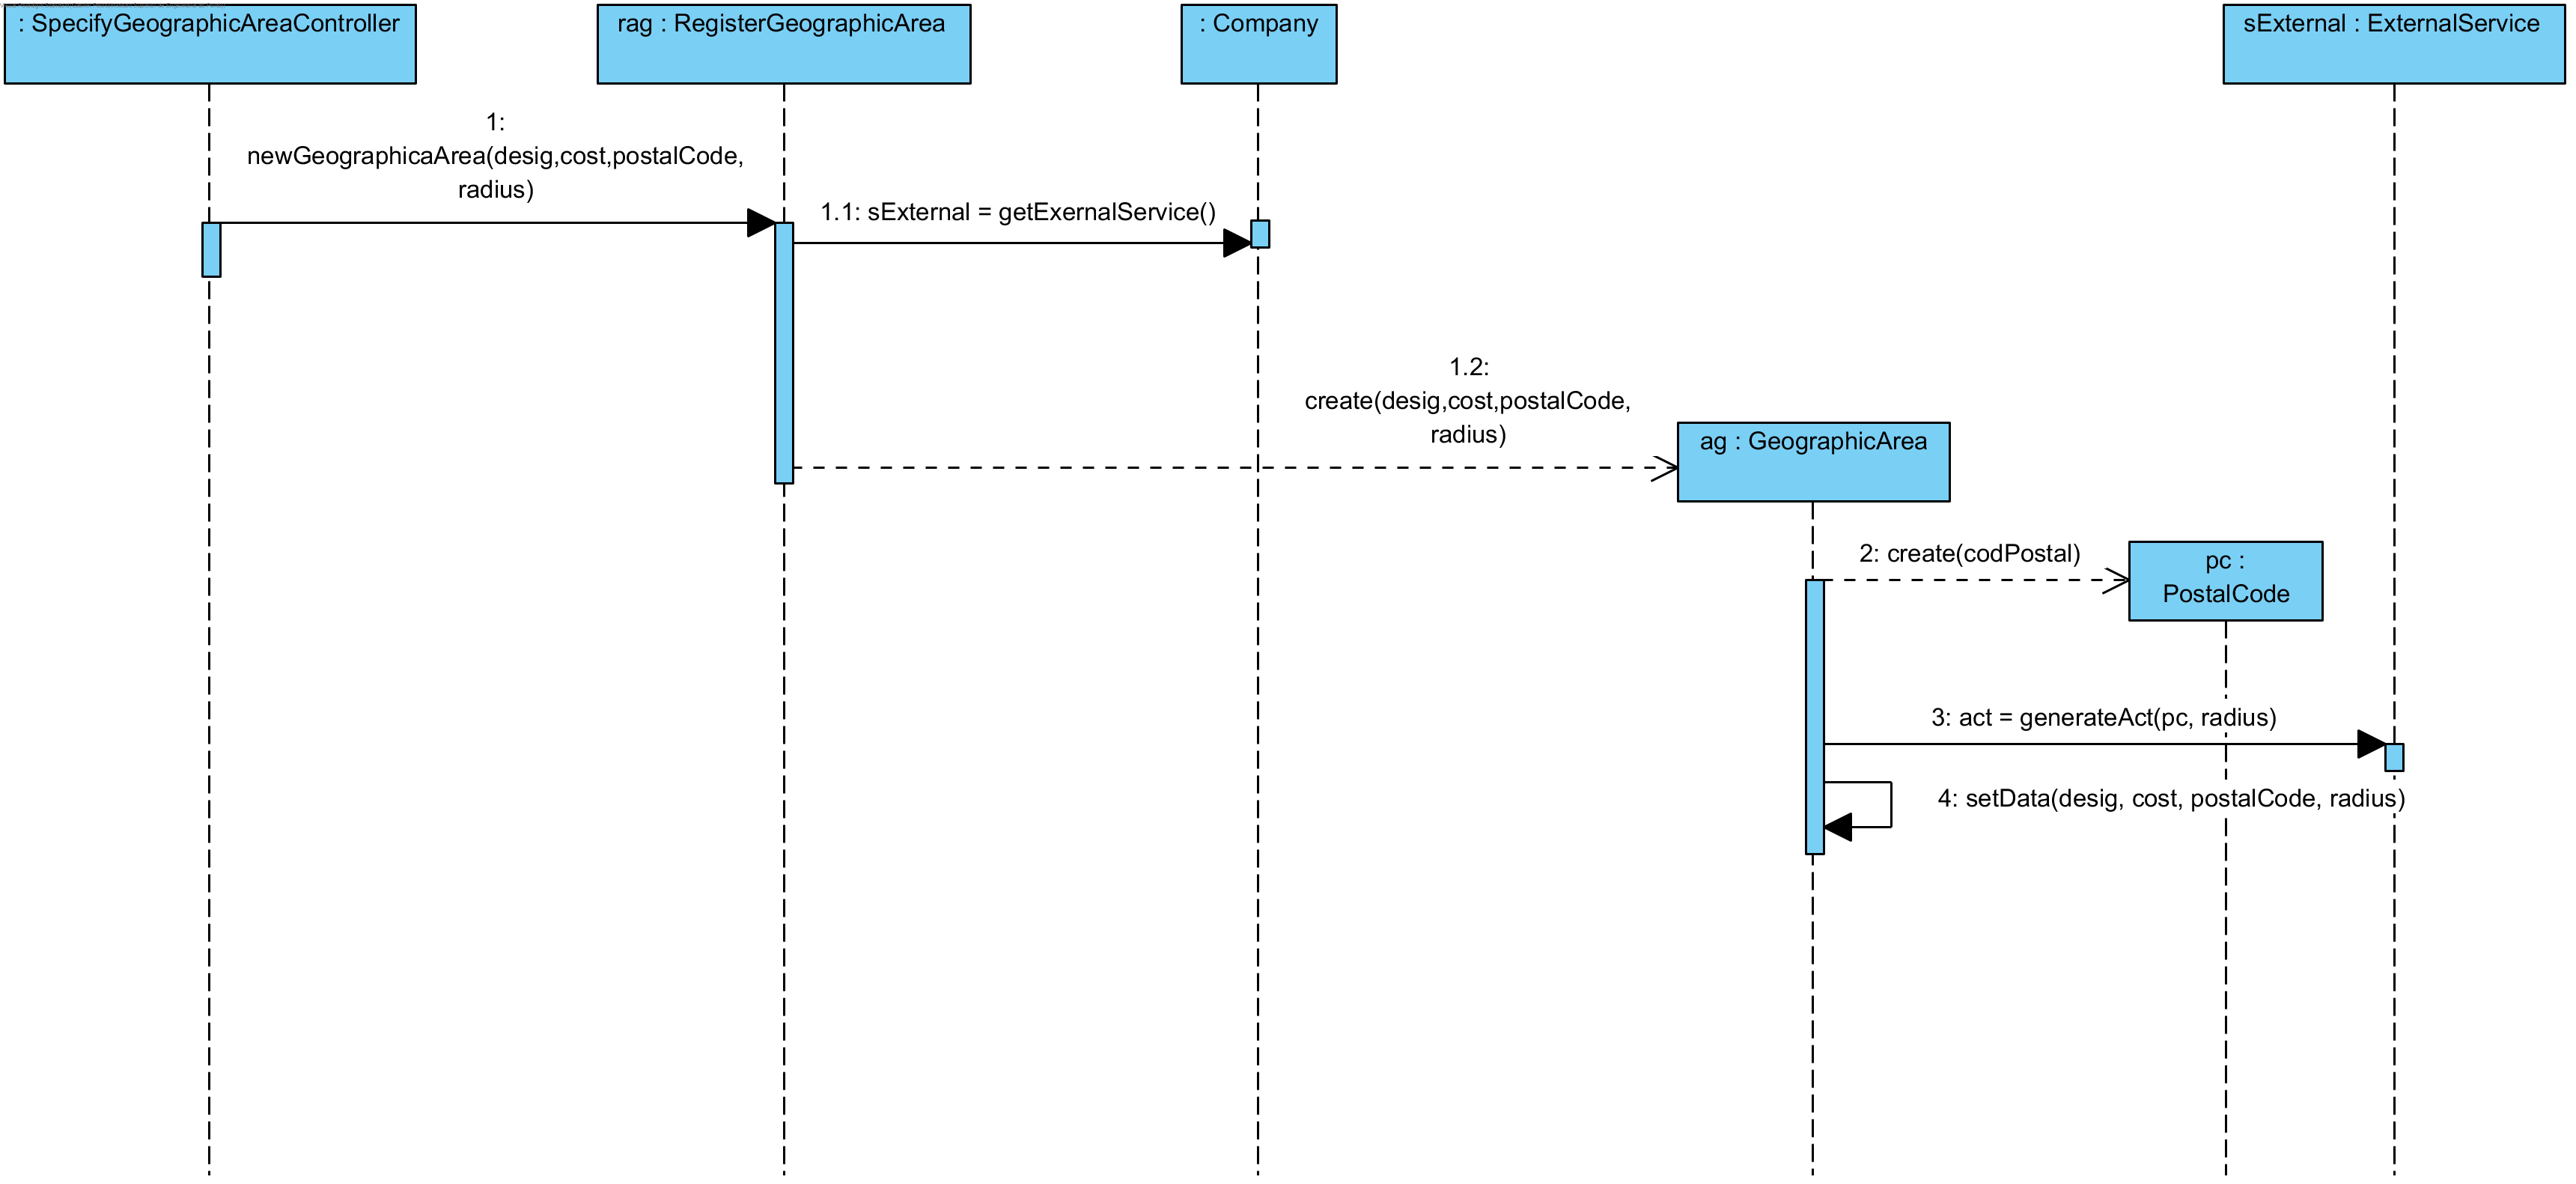 : SpecifyGeographicAreaController
rag : RegisterGeographicArea
: Company
sExternal : ExternalService
1:
newGeographicaArea(desig,cost,postalCode,
radius)
1.1: sExternal = getExernalService()
1.2:
create(desig,cost,postalCode,
radius)
ag : GeographicArea
2: create(codPostal)
pc :
PostalCode
3: act = generateAct(pc, radius)
4: setData(desig, cost, postalCode, radius)